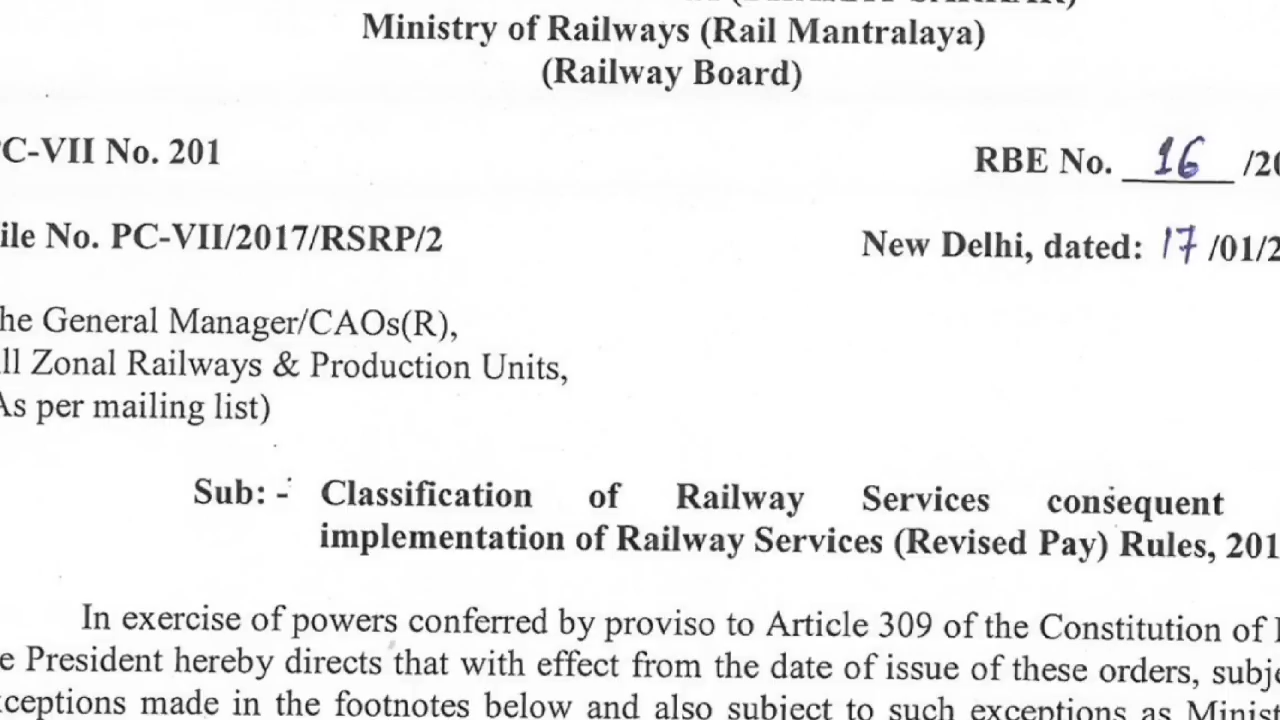 Ministry of Railways (Rail Mantralaya)
(Railway Board)
C-VII No. 201 RBE No. 16 /20
ile No. PC-VII/2017/RSRP/2 New Delhi, dated: 17 /01/2
he General Manager/CAOs(R),
ll Zonal Railways & Production Units,
As per mailing list)
Sub: - Classification of Railway Services consequent
implementation of Railway Services (Revised Pay) Rules, 201
In exercise of powers conferred by proviso to Article 309 of the Constitution of
e President hereby directs that with effect from the date of issue of these orders, subje
ceptions made in the footnotes below and also subject to such exceptions as Minist